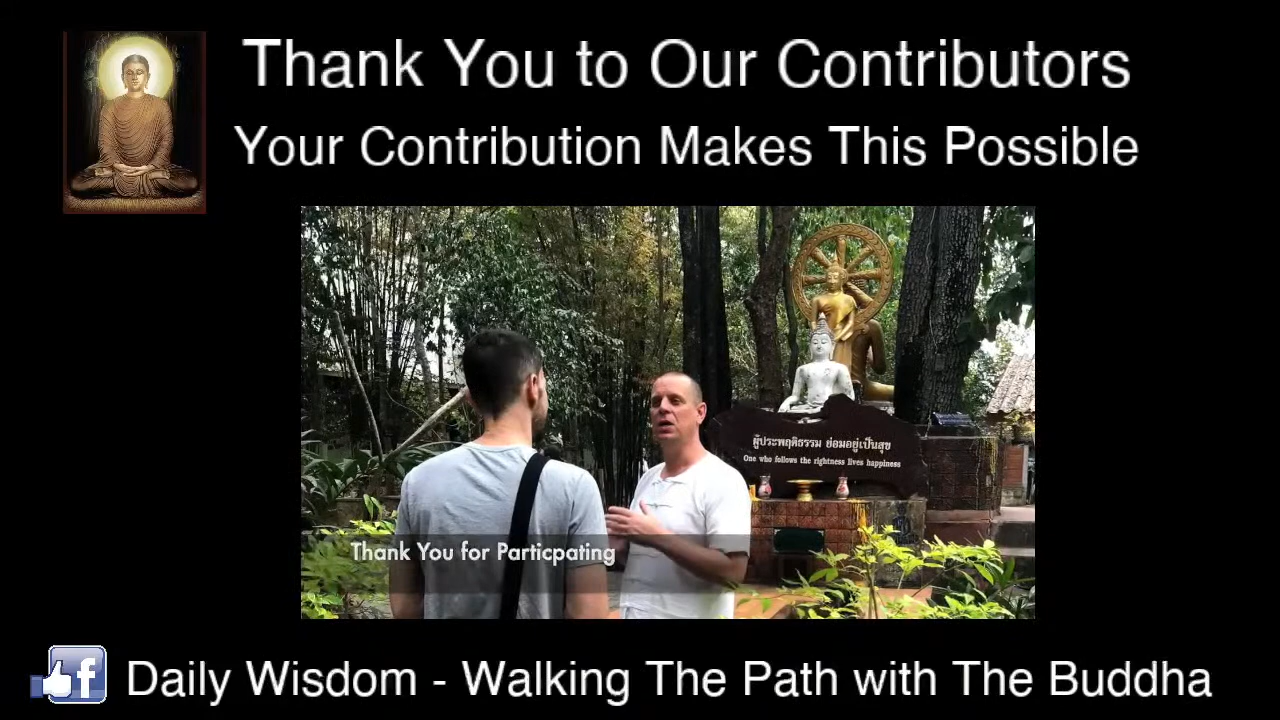 Thank You to Our Contributors
Your Contribution Makes This Possible
ผู้ประพฤติธรรม ย่อมอยู่เป็นสุข
One who follows the rightness lives happiness
Thank You for Particpating
f Daily Wisdom - Walking The Path with The Buddha